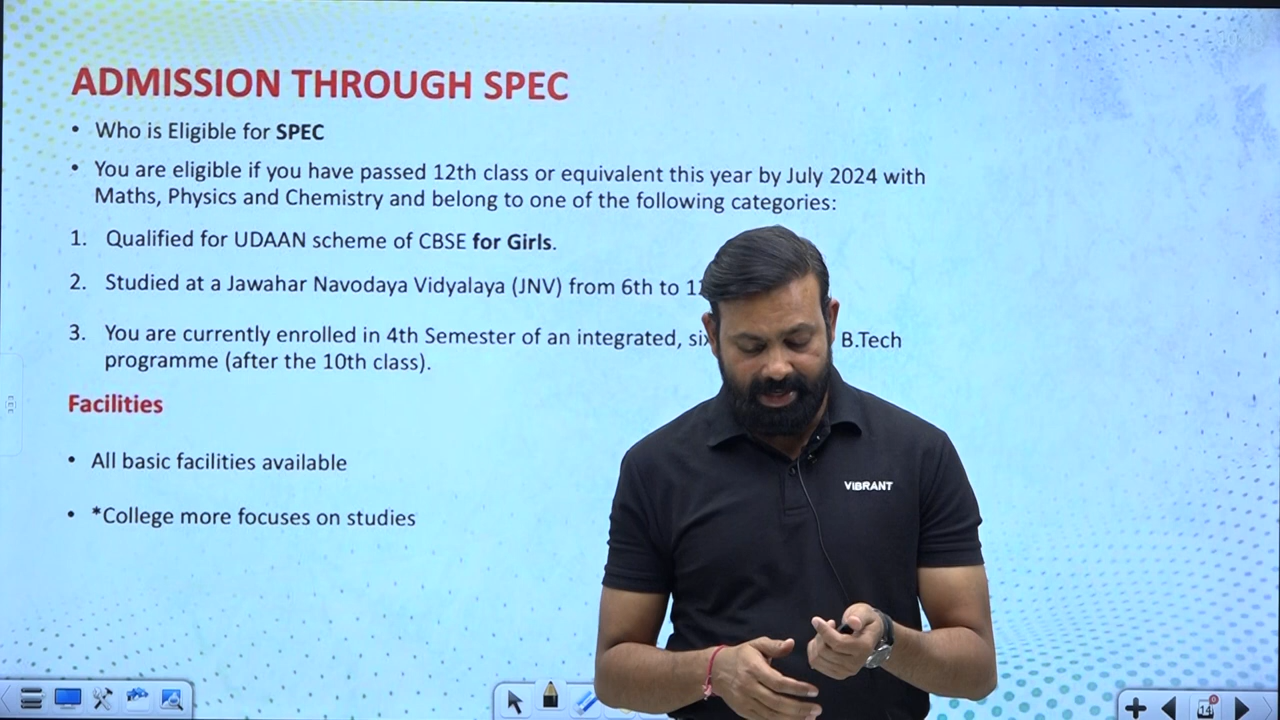 ADMISSION THROUGH SPEC
• Who is Eligible for SPEC
• You are eligible if you have passed 12th class or equivalent this year by July 2024 with
Maths, Physics and Chemistry and belong to one of the following categories:
1. Qualified for UDAAN scheme of CBSE for Girls.
2. Studied at a Jawahar Navodaya Vidyalaya (JNV) from 6th to
3. You are currently enrolled in 4th Semester of an integrated, B.Tech
programme (after the 10th class).
Facilities
• All basic facilities available
• *College more focuses on studies
VIBRANT
14